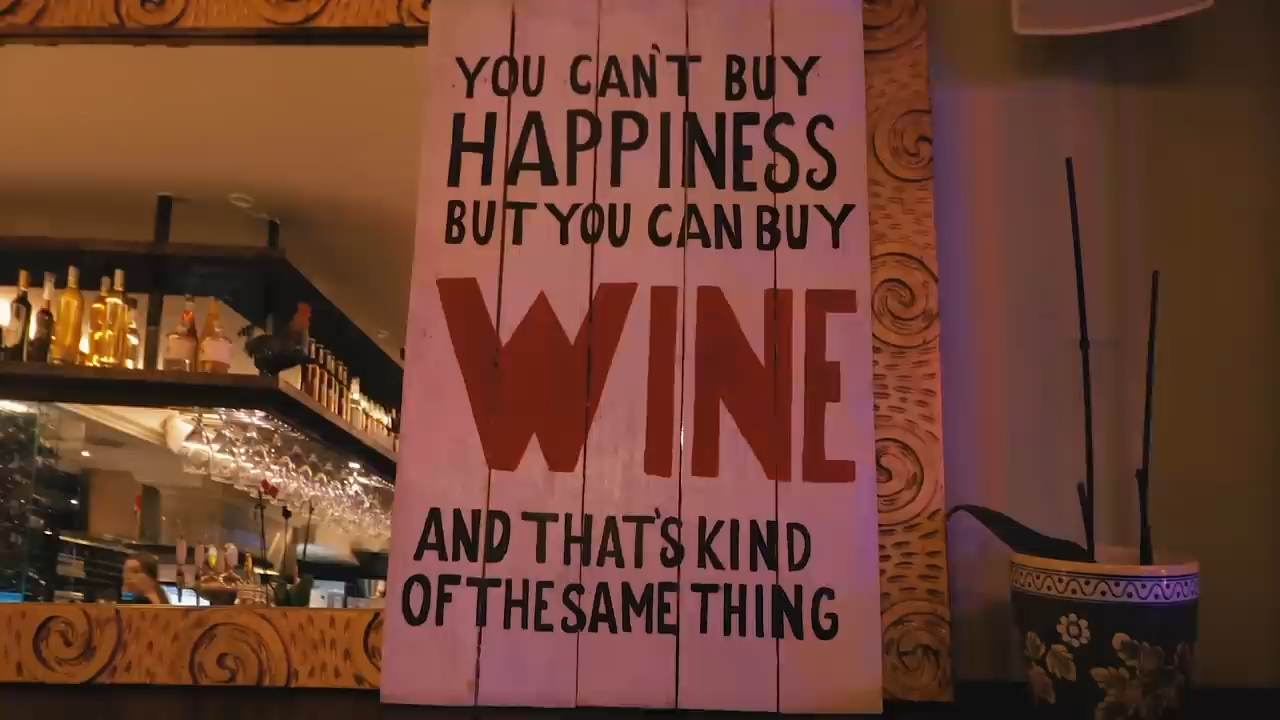 YOU CAN'T BUY
HAPPINESS
BUT YOU CAN BUY
WINE
AND THAT'S KIND
OF THE SAME THING